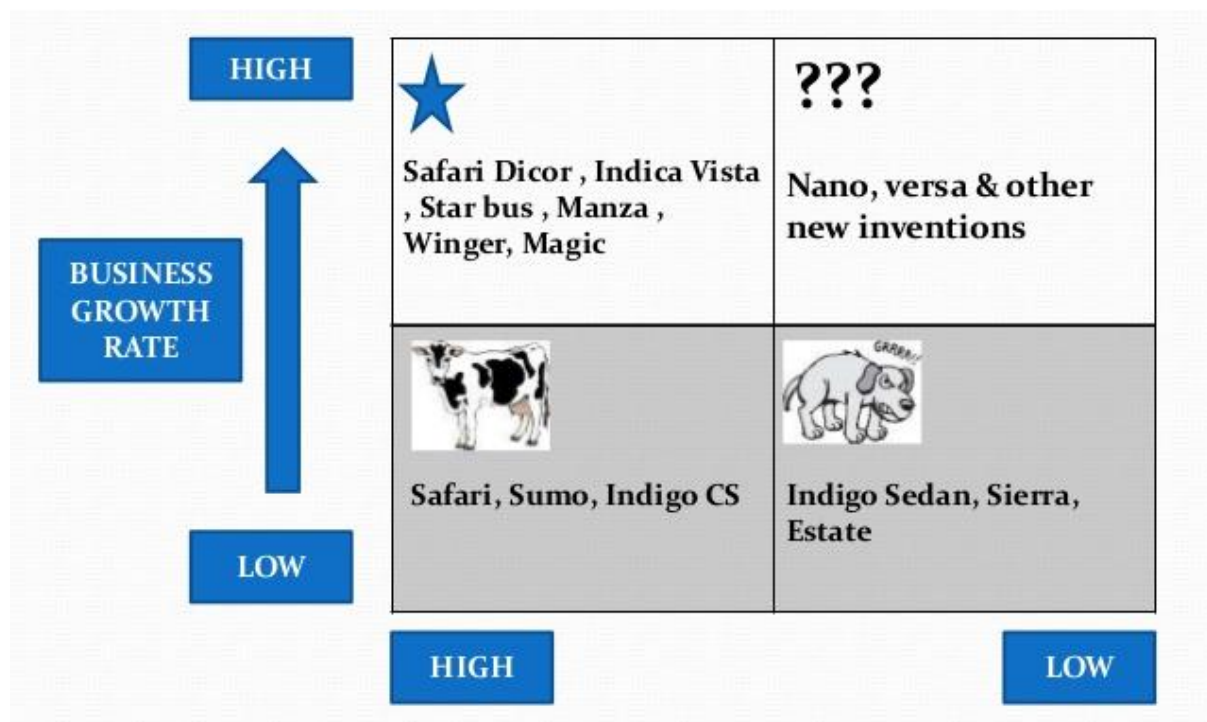 HIGH
???
Safari Dicor , Indica Vista
, Star bus , Manza ,
Winger, Magic
Nano, versa & other
new inventions
BUSINESS
GROWTH
RATE
GRRRR!!
Safari, Sumo, Indigo CS
Indigo Sedan, Sierra,
Estate
LOW
HIGH
LOW